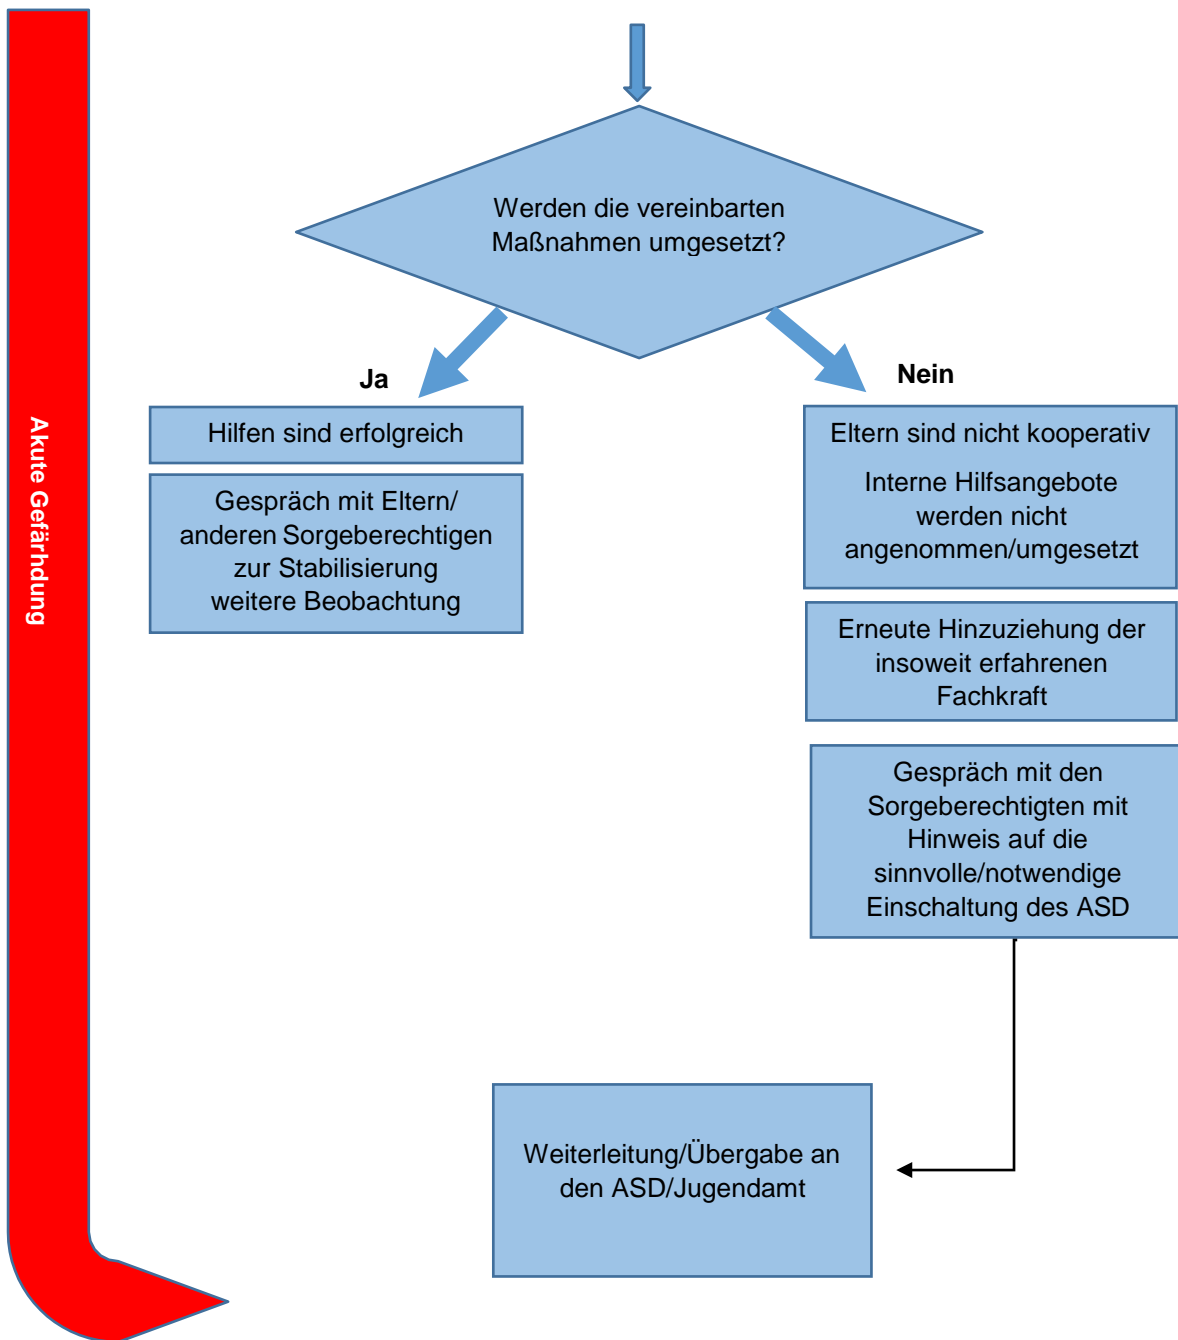 Werden die vereinbarten
Maßnahmen umgesetzt?
Ja
Nein
Hilfen sind erfolgreich
Gespräch mit Eltern/
anderen Sorgeberechtigen
zur Stabilisierung
weitere Beobachtung
Eltern sind nicht kooperativ
Interne Hilfsangebote
werden nicht
angenommen/umgesetzt
Erneute Hinzuziehung der
insoweit erfahrenen
Fachkraft
Gespräch mit den
Sorgeberechtigten mit
Hinweis auf die
sinnvolle/notwendige
Einschaltung des ASD
Weiterleitung/Übergabe an
den ASD/Jugendamt
Akute Gefärhdung